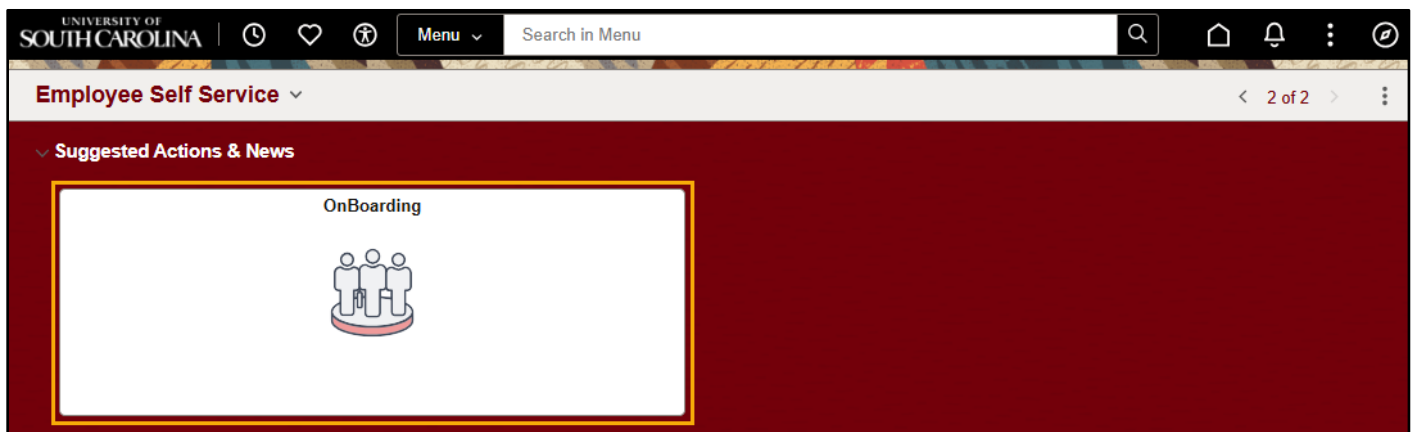 UNIVERSITY OF
SOUTH CAROLINA
Menu
Search in Menu
Employee Self Service
2 of 2
Suggested Actions & News
OnBoarding